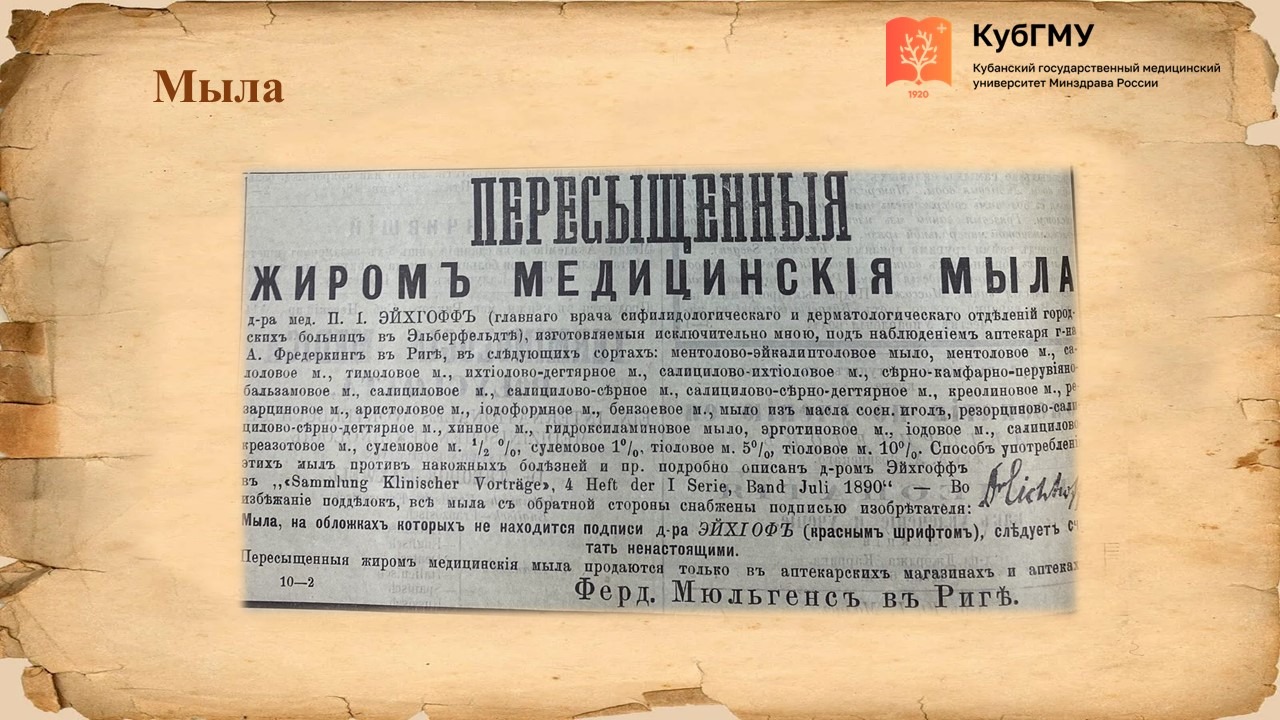 Мыла
КубГМУ
Кубанский государственный медицинский
университет Минздрава России
1920
ПЕРЕСЫЩЕННЫЯ
ЖИРОМЪ МЕДИЦИНСКІЯ МЫЛА
д-ра мед. П. І. ЭЙХГОФФЪ (главнаго врача сифилидологическаго и дерматологическаго отдѣленій город-
скихъ больницъ въ Эльберфельдтѣ), изготовляемыя исключительно мною, подъ наблюденіемъ аптекаря г-на
А. Фредеркингъ въ Ригѣ, въ слѣдующихъ сортахъ: ментолово-эйкалиптоловое мыло, ментоловое м., са-
лоловое м., тимоловое м., ихтіолово-дегтярное м., салицилово-ихтіоловое м., сѣрно-камфарно-перувіяно-
бальзамовое м., салициловое м., салицилово-сѣрное м., салицилово-сѣрно-дегтярное м., креолиновое м., ре-
зарциновое м., аристоловое м., іодоформное м., бензоевое м., мыло изъ масла сосн. иголъ, резорциново-сали-
цилово-сѣрно-дегтярное м., хинное м., гидроксиламиновое мыло, эрготиновое м., іодовое м., салицилово
креазотовое м., сулемовое м. ½ %, сулемовое 1%, тіоловое м. 5%, тіоловое м. 10%. Способъ употреблені
этихъ мылъ противъ накожныхъ болѣзней и пр. подробно описанъ д-ромъ Эйхгоффъ
въ ,,«Sammlung Klinischer Vorträge», 4 Heft der I Serie, Band Juli 1890“ — Во
избѣжаніе поддѣлокъ, всѣ мыла съ обратной стороны снабжены подписью изобрѣтателя:
Мыла, на обложкахъ которыхъ не находится подписи д-ра ЭЙХГОФЪ (краснымъ шрифтомъ), слѣдуетъ сч
тать ненастоящими.
Пересыщенныя жиромъ медицинскія мыла продаются только въ аптекарскихъ магазинахъ и аптекахъ
10—2
Ферд. Мюльгенсъ въ Ригѣ.